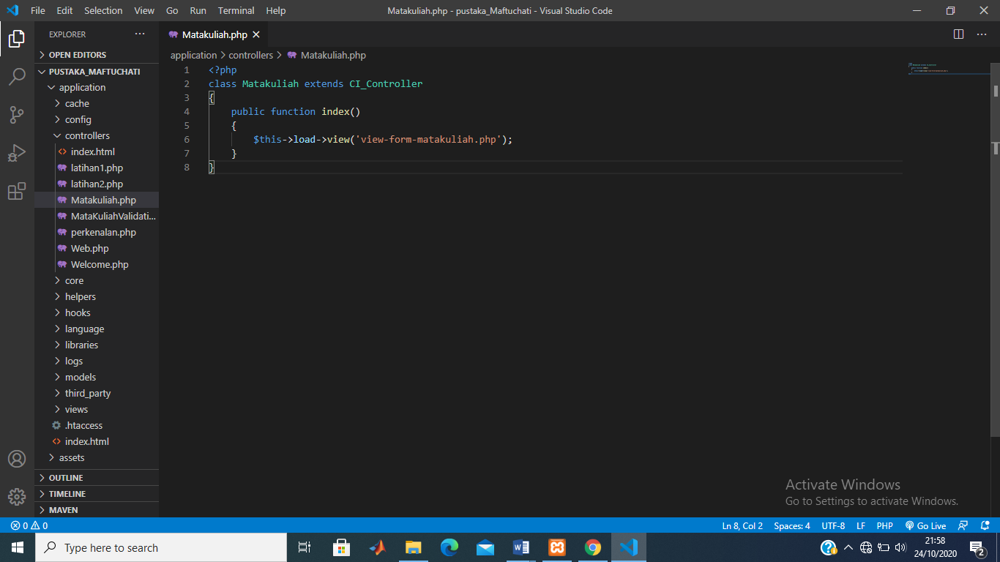 File Edit Selection View Go Run Terminal Help
Matakuliah.php - pustaka_Maftuchati - Visual Studio Code
EXPLORER
OPEN EDITORS
PUSTAKA_MAFTUCHATI
application
cache
config
controllers
index.html
latihan1.php
latihan2.php
Matakuliah.php
MataKuliahValidati...
perkenalan.php
Web.php
Welcome.php
core
helpers
hooks
language
libraries
logs
models
third_party
views
.htaccess
index.html
assets
OUTLINE
TIMELINE
MAVEN
Matakuliah.php
application > controllers > Matakuliah.php
1 <?php
2 class Matakuliah extends CI_Controller
3 {
4     public function index()
5     {
6         $this->load->view('view-form-matakuliah.php');
7     }
8 }
Activate Windows
Go to Settings to activate Windows.
0 0
Ln 8, Col 2 Spaces: 4 UTF-8 LF PHP Go Live
Type here to search
21:58
24/10/2020
2